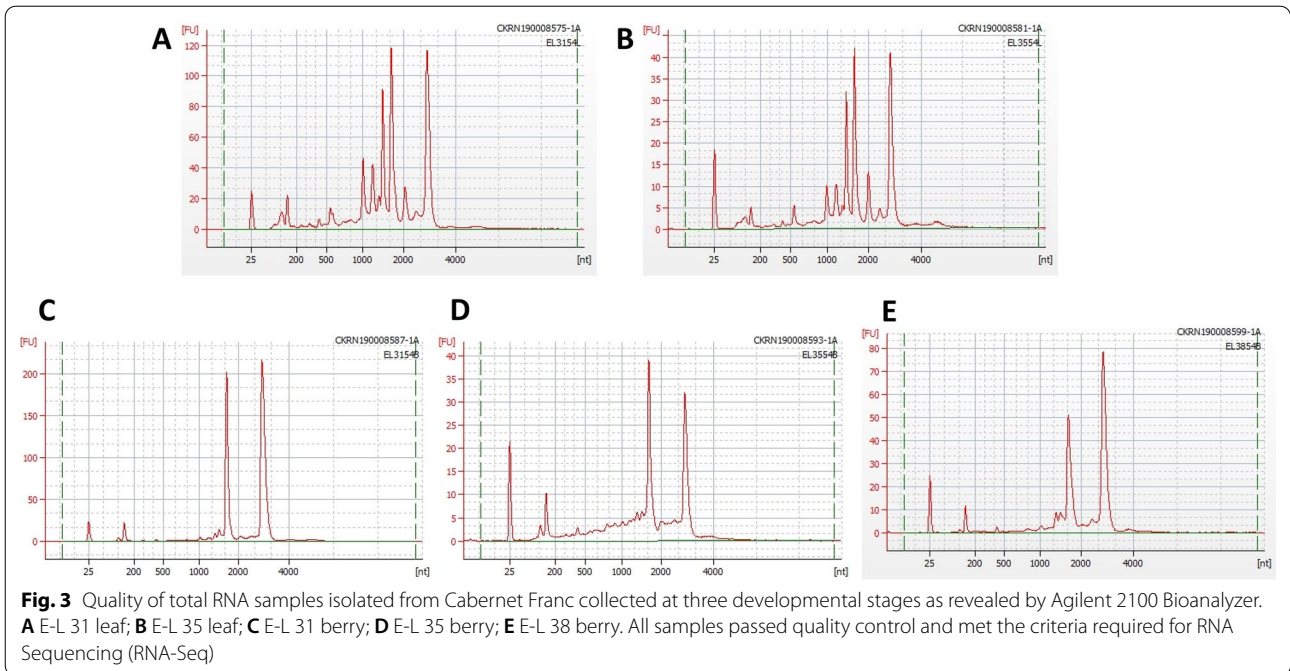 A
CKRN190008575-1A
[FU]
EL3154L
120
100
80
60
40
20
0
25 200 500 1000 2000 4000 [nt]
B
CKRN190008581-1A
[FU]
EL3554L
40
35
30
25
20
15
10
5
0
25 200 500 1000 2000 4000 [nt]
C
CKRN190008587-1A
[FU]
EL3154B
200
150
100
50
0
25 200 500 1000 2000 4000 [nt]
D
CKRN190008593-1A
[FU]
EL3554B
40
35
30
25
20
15
10
5
0
25 200 500 1000 2000 4000 [nt]
E
CKRN190008599-1A
[FU]
EL3854B
80
70
60
50
40
30
20
10
0
25 200 500 1000 2000 4000 [nt]
Fig. 3 Quality of total RNA samples isolated from Cabernet Franc collected at three developmental stages as revealed by Agilent 2100 Bioanalyzer.
A E-L 31 leaf; B E-L 35 leaf; C E-L 31 berry; D E-L 35 berry; E E-L 38 berry. All samples passed quality control and met the criteria required for RNA
Sequencing (RNA-Seq)